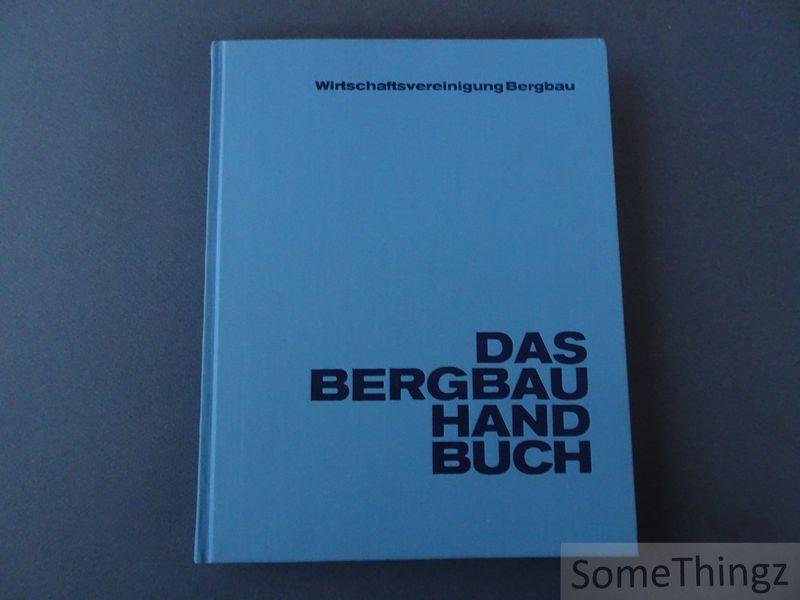 Wirtschaftsvereinigung Bergbau
DAS
BERGBAU
HAND
BUCH
SomeThingz